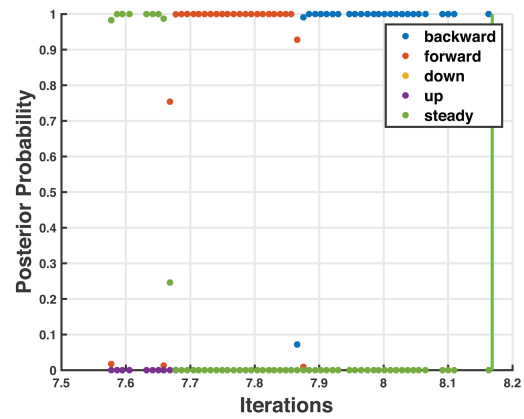 1
0.9
0.8
0.7
0.6
0.5
0.4
0.3
0.2
0.1
0
Posterior Probability
backward
forward
down
up
steady
7.5 7.6 7.7 7.8 7.9 8 8.1 8.2
Iterations